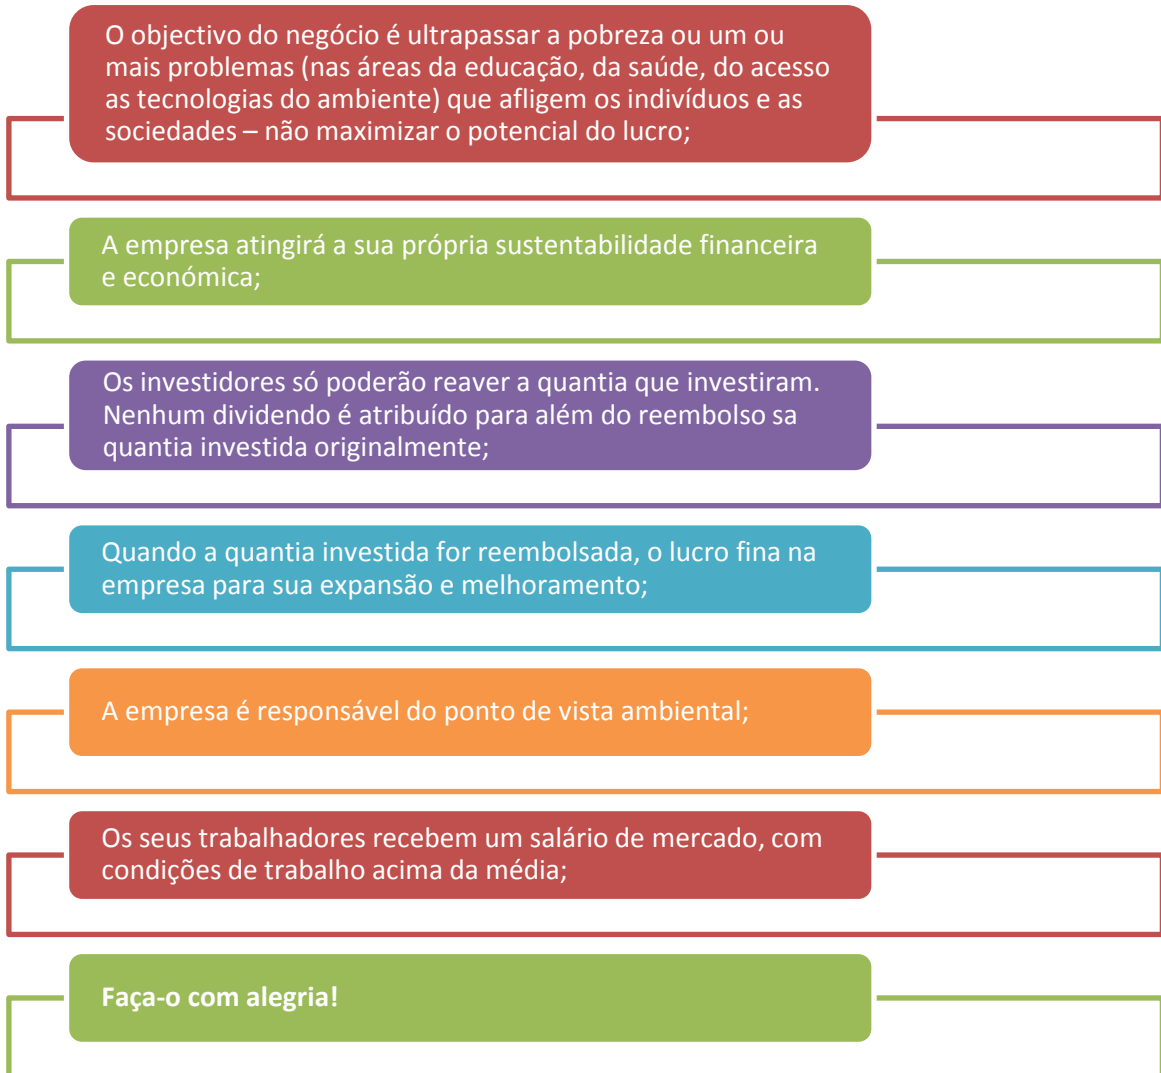 O objectivo do negócio é ultrapassar a pobreza ou um ou
mais problemas (nas áreas da educação, da saúde, do acesso
as tecnologias do ambiente) que afligem os indivíduos e as
sociedades – não maximizar o potencial do lucro;
A empresa atingirá a sua própria sustentabilidade financeira
e económica;
Os investidores só poderão reaver a quantia que investiram.
Nenhum dividendo é atribuído para além do reembolso sa
quantia investida originalmente;
Quando a quantia investida for reembolsada, o lucro fina na
empresa para sua expansão e melhoramento;
A empresa é responsável do ponto de vista ambiental;
Os seus trabalhadores recebem um salário de mercado, com
condições de trabalho acima da média;
Faça-o com alegria!